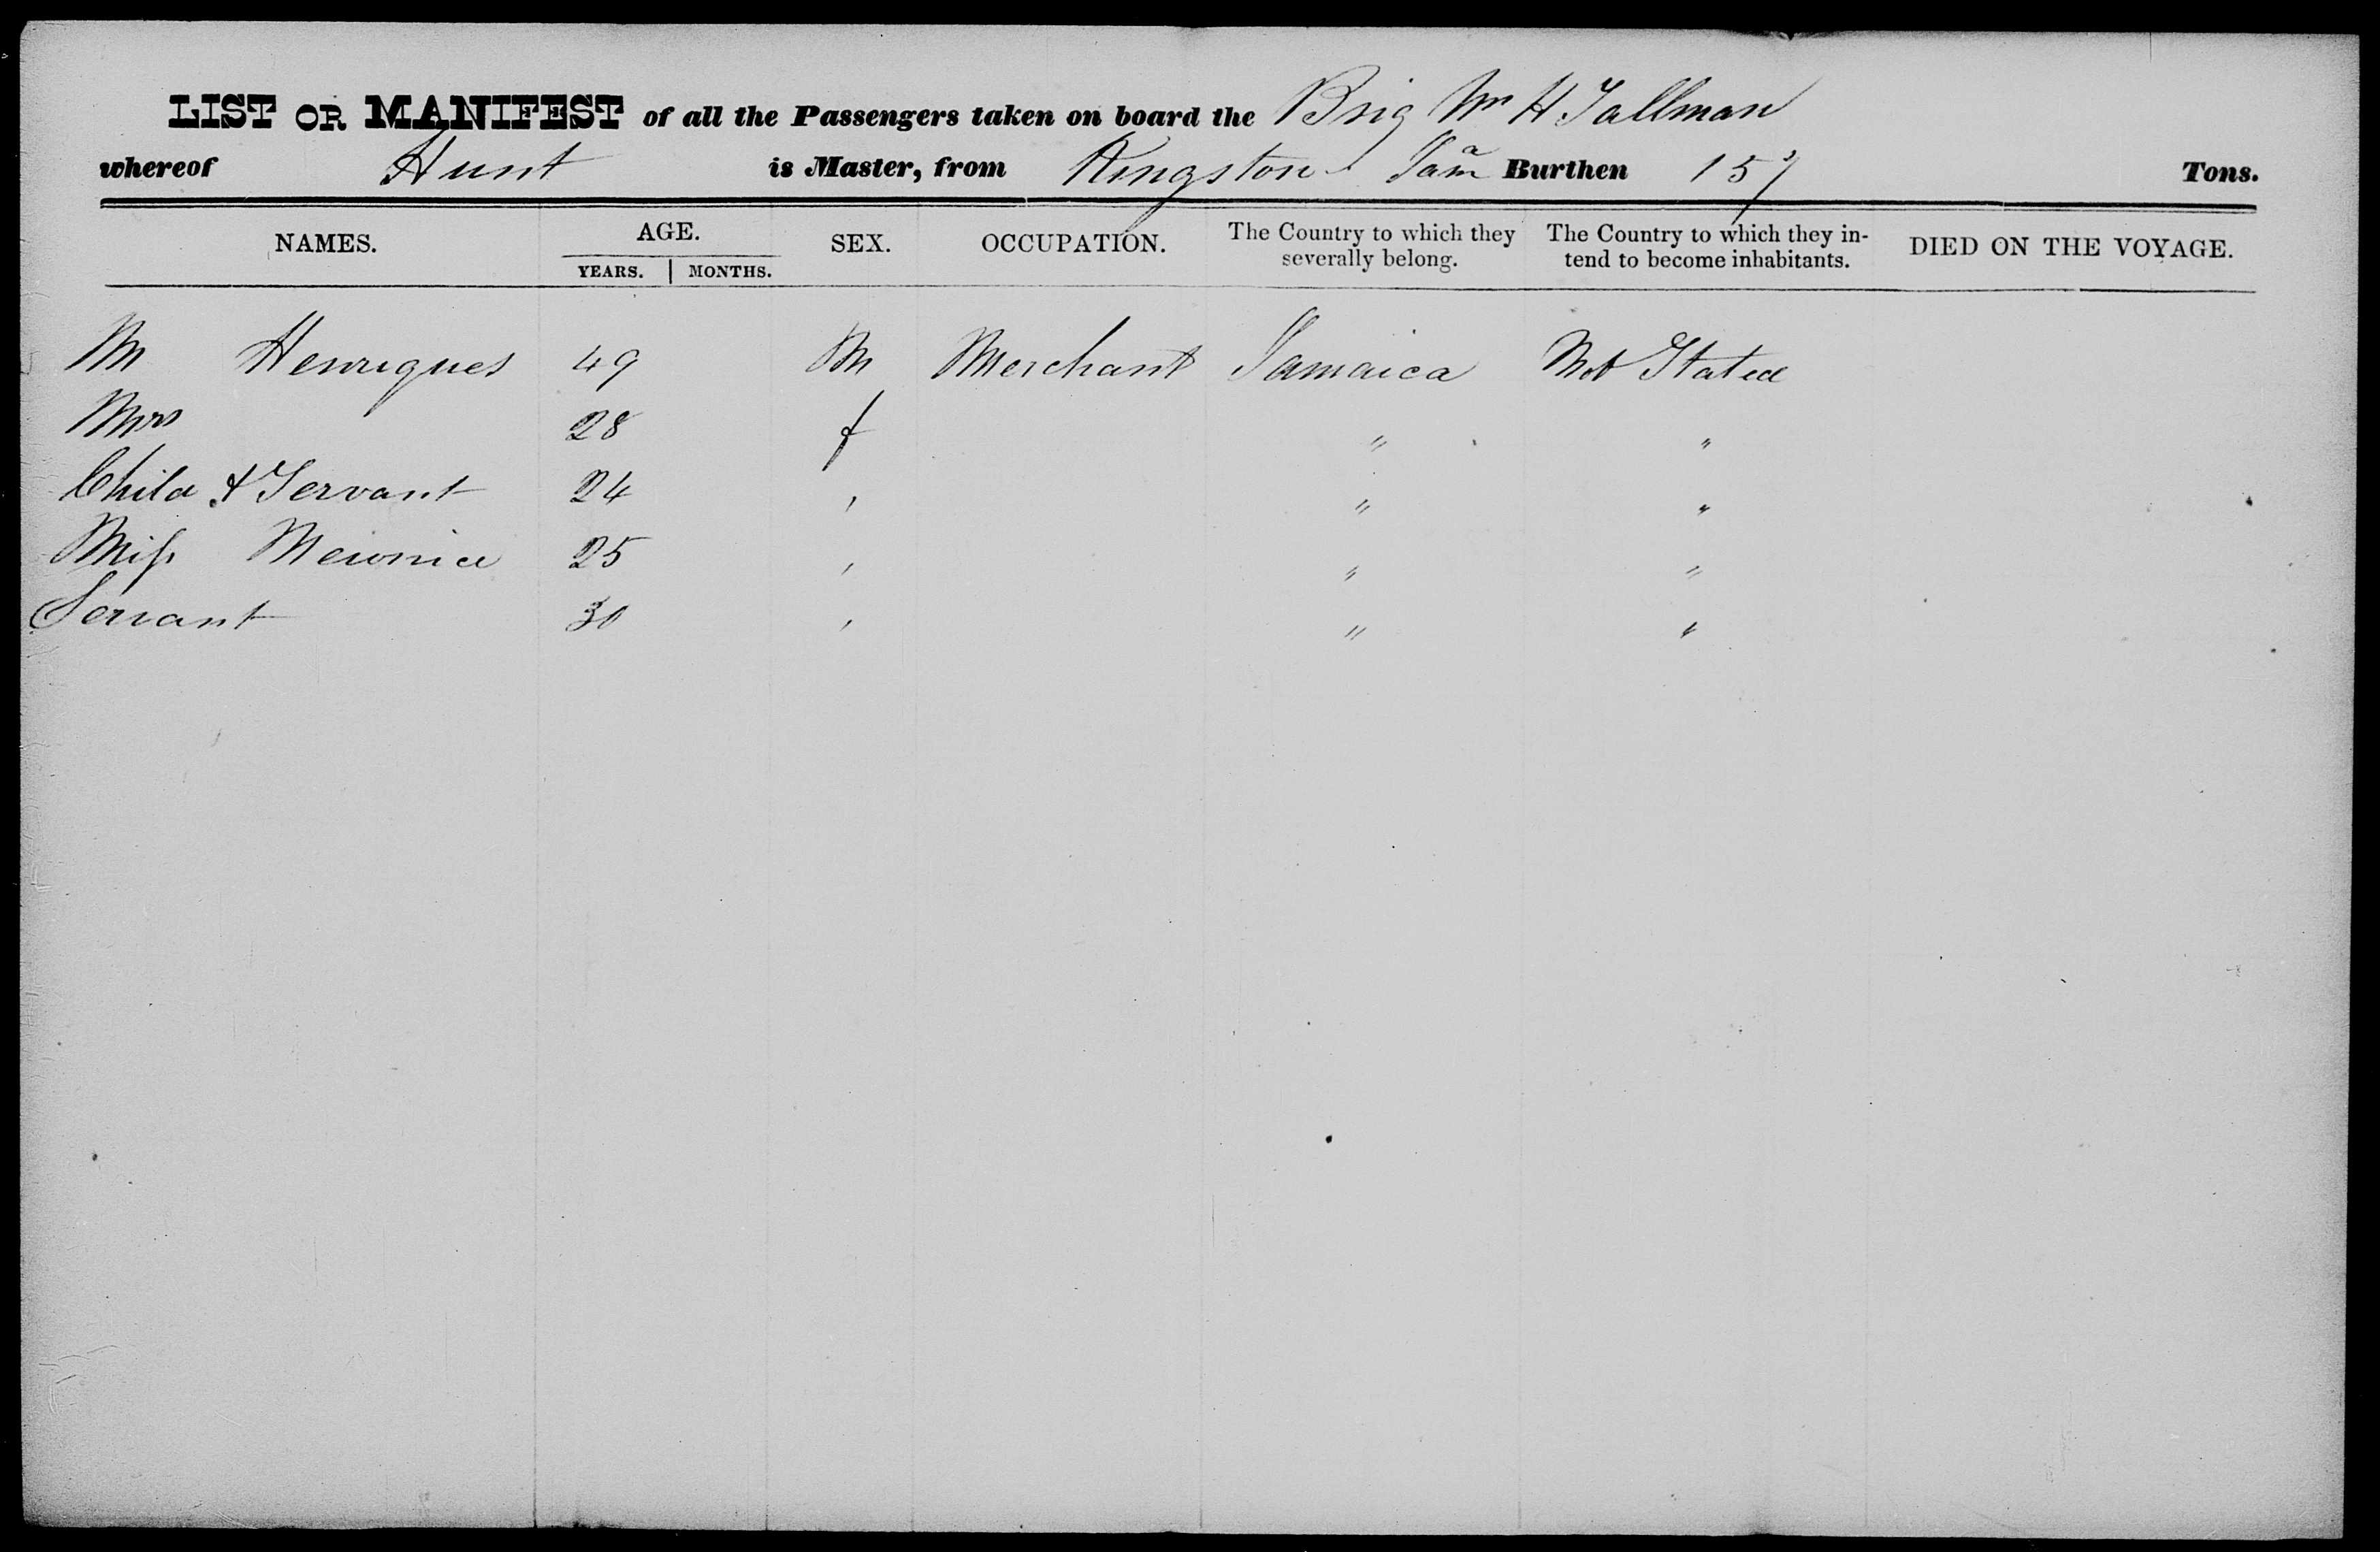 LIST OR MANIFEST of all the Passengers taken on board the Brig Wm H Tallman
whereof Hunt is Master, from Kingston Jam^a Burthen 157 Tons.
NAMES. AGE. SEX. OCCUPATION. The Country to which they severally belong. The Country to which they intend to become inhabitants. DIED ON THE VOYAGE.
YEARS. MONTHS.
Mr Henriques 49 M Merchant Jamaica Not Stated
Mrs 28 f " "
Child & Servant 24 , " "
Miss 25 , " "
Servant 30 , " "